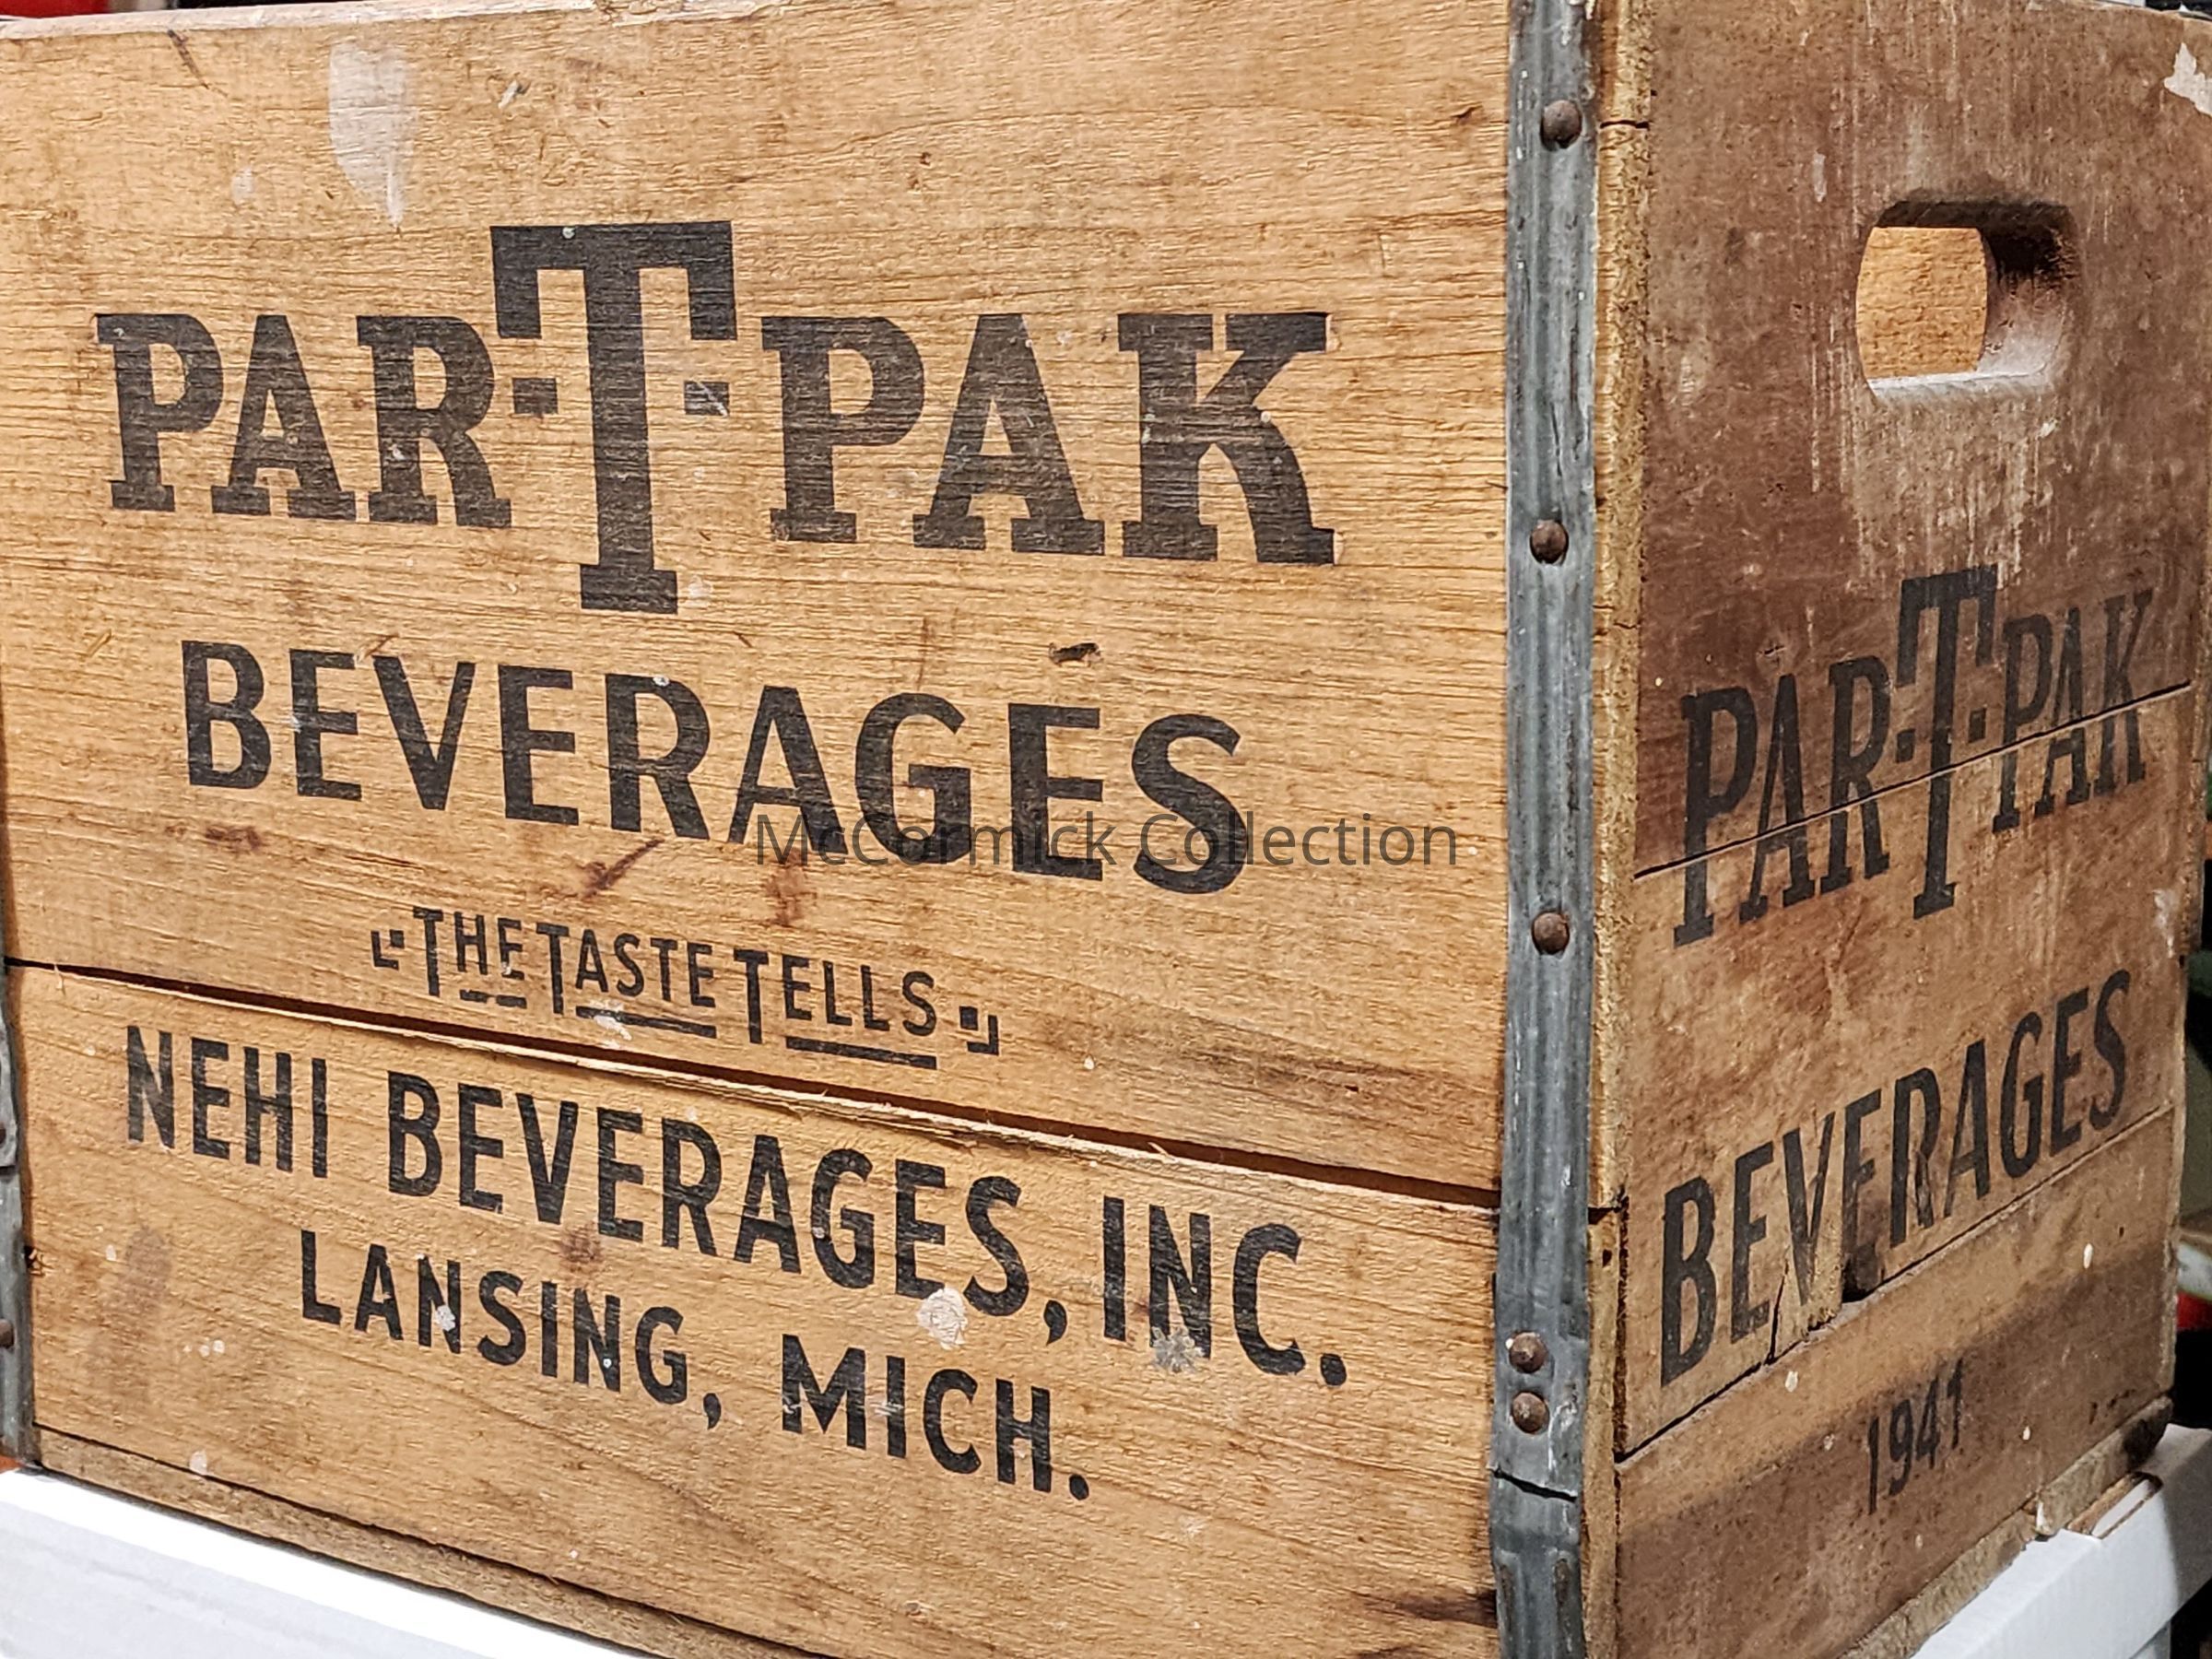 PAR-T-PAK
BEVERAGES
THE TASTE TELLS
NEHI BEVERAGES, INC.
LANSING, MICH.
PAR-T-PAK
BEVERAGES
1941
McCormick Collection